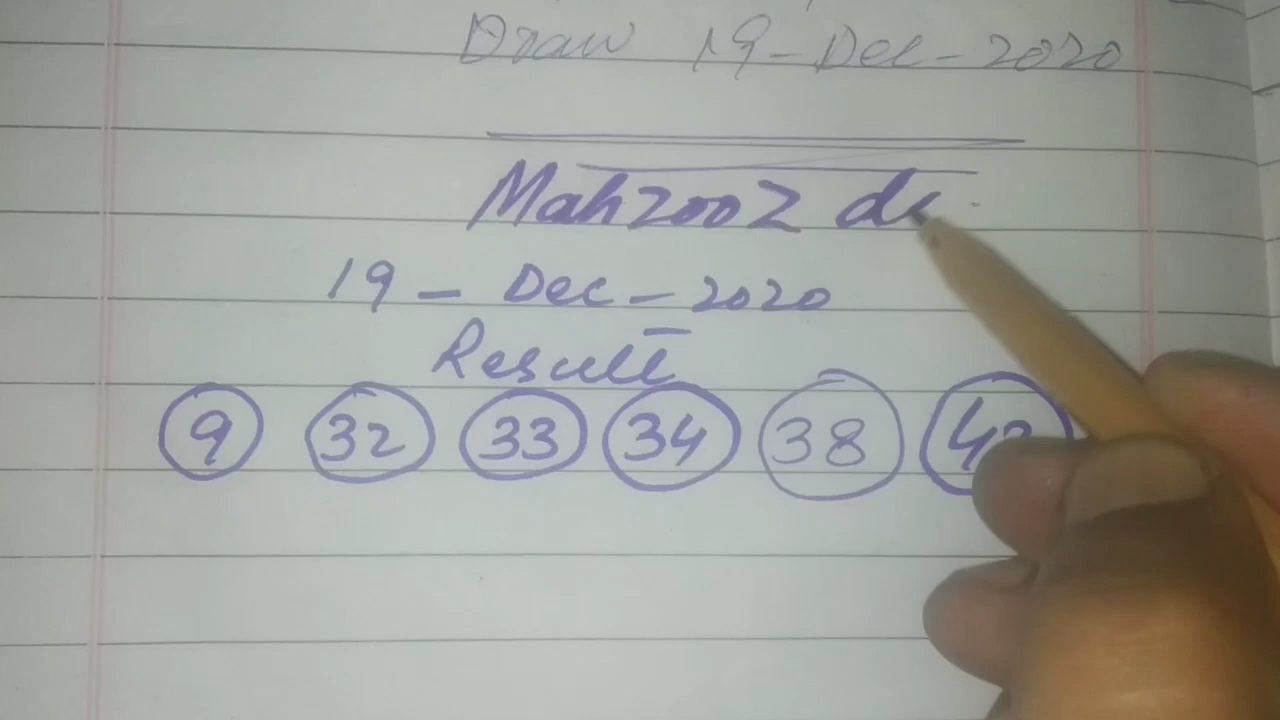 Draw 19-Dec-2020
Mahzooz
19 - Dec - 2020
Result
9 32 33 34 38